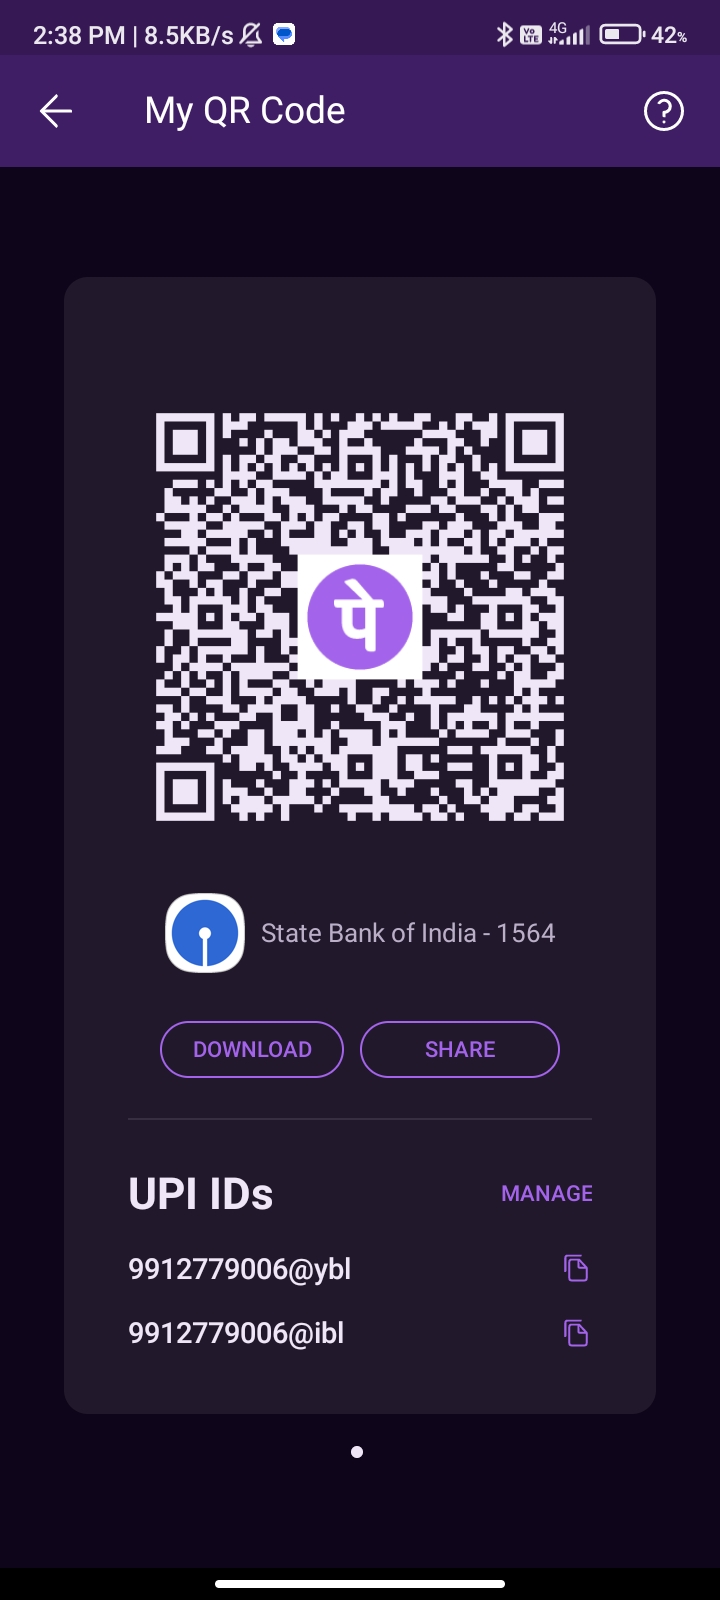 2:38 PM | 8.5KB/s Vo LTE 4G 42%
My QR Code
पे
State Bank of India - 1564
DOWNLOAD SHARE
UPI IDs MANAGE
9912779006@ybl
9912779006@ibl